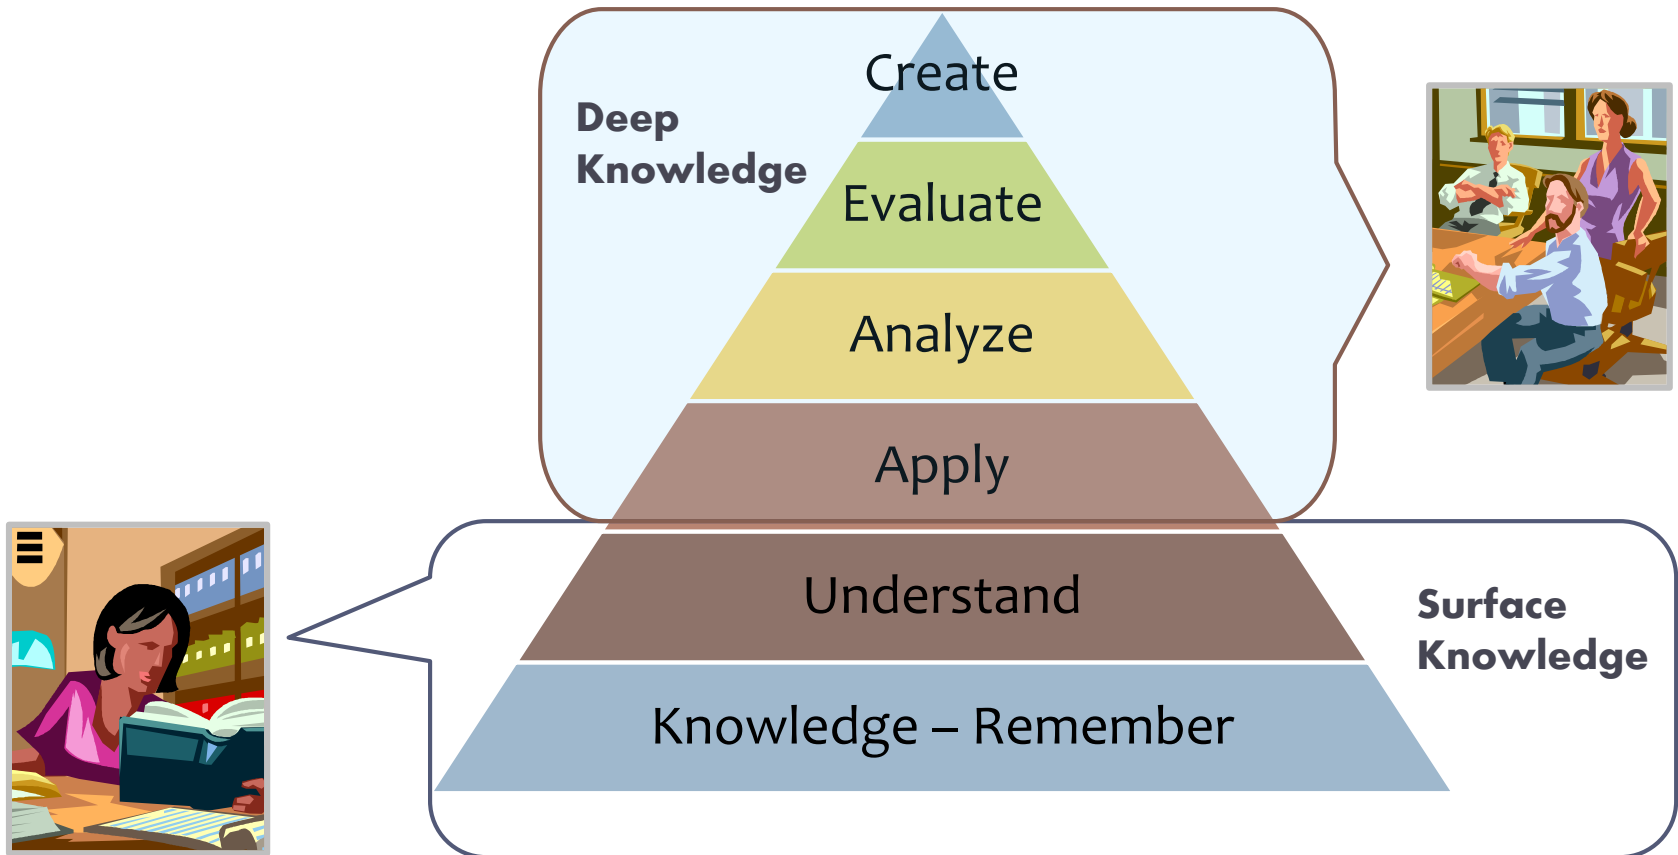 Create
Deep
Knowledge
Evaluate
Analyze
Apply
Understand
Surface
Knowledge
Knowledge – Remember